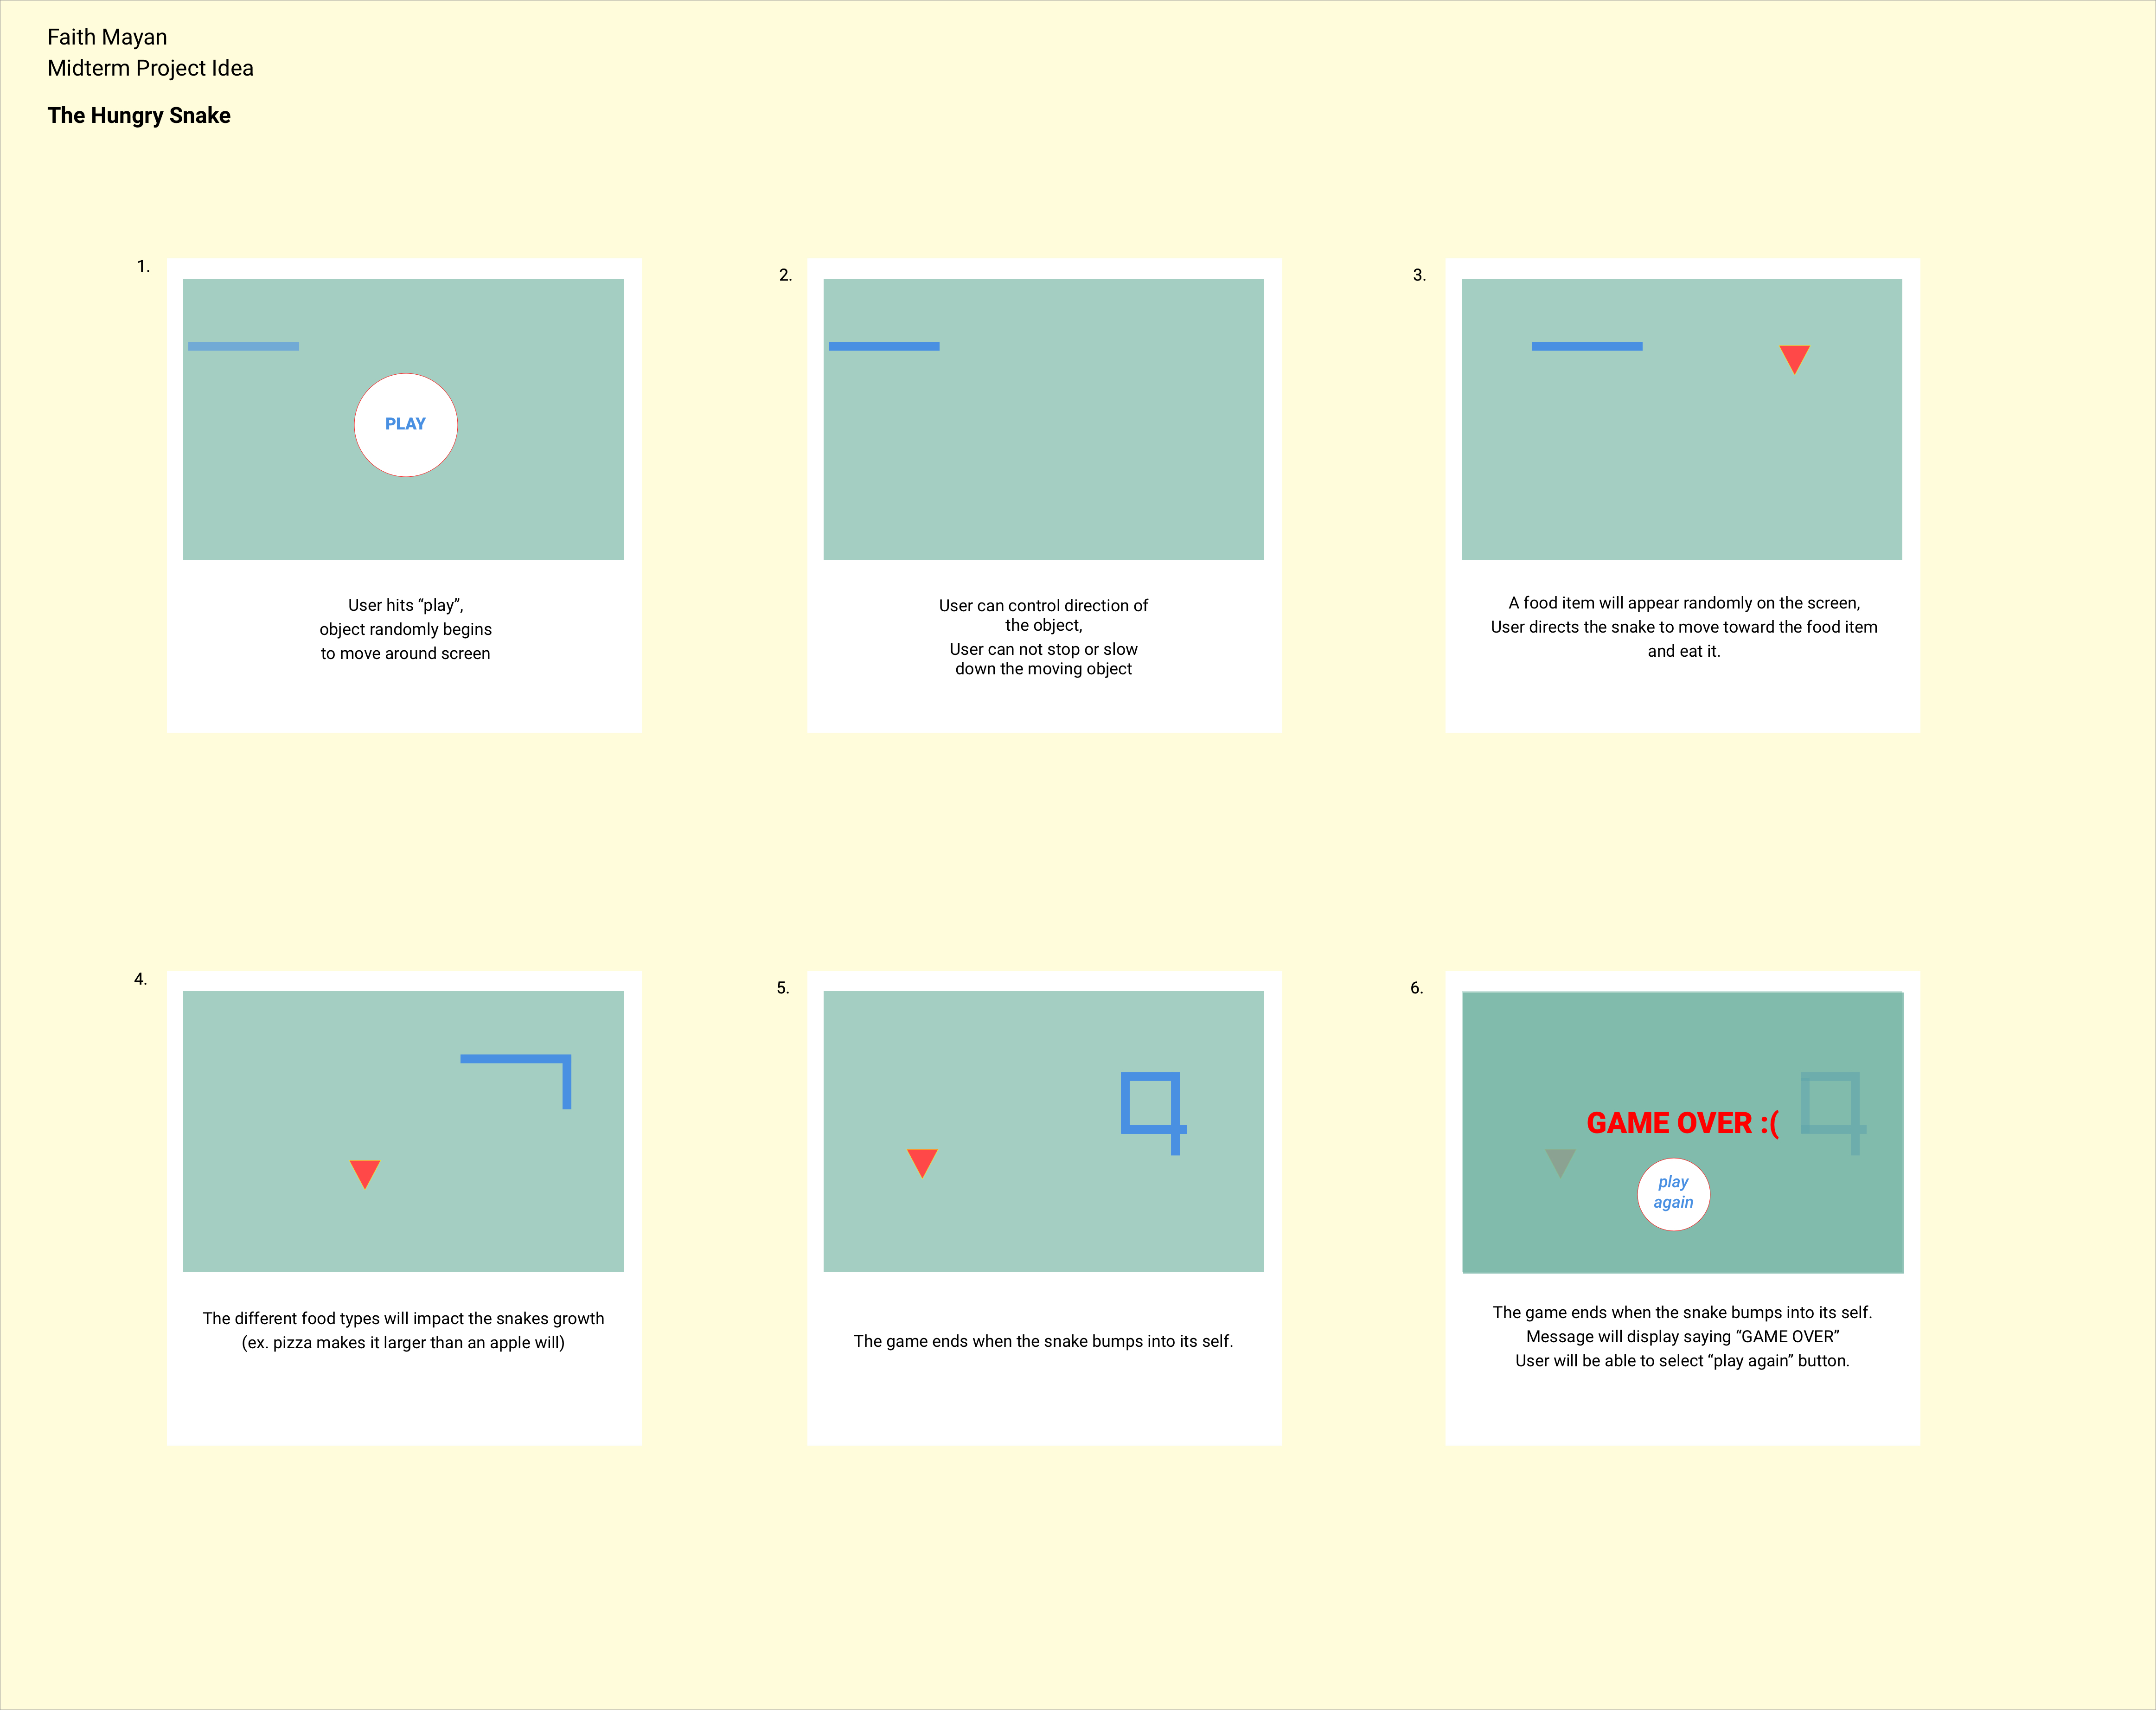 Faith Mayan
Midterm Project Idea
The Hungry Snake
1.
PLAY
User hits “play”,
object randomly begins
to move around screen
2.
User can control direction of
the object,
User can not stop or slow
down the moving object
3.
A food item will appear randomly on the screen,
User directs the snake to move toward the food item
and eat it.
4.
The different food types will impact the snakes growth
(ex. pizza makes it larger than an apple will)
5.
The game ends when the snake bumps into its self.
6.
GAME OVER :(
play
again
The game ends when the snake bumps into its self.
Message will display saying “GAME OVER”
User will be able to select “play again” button.